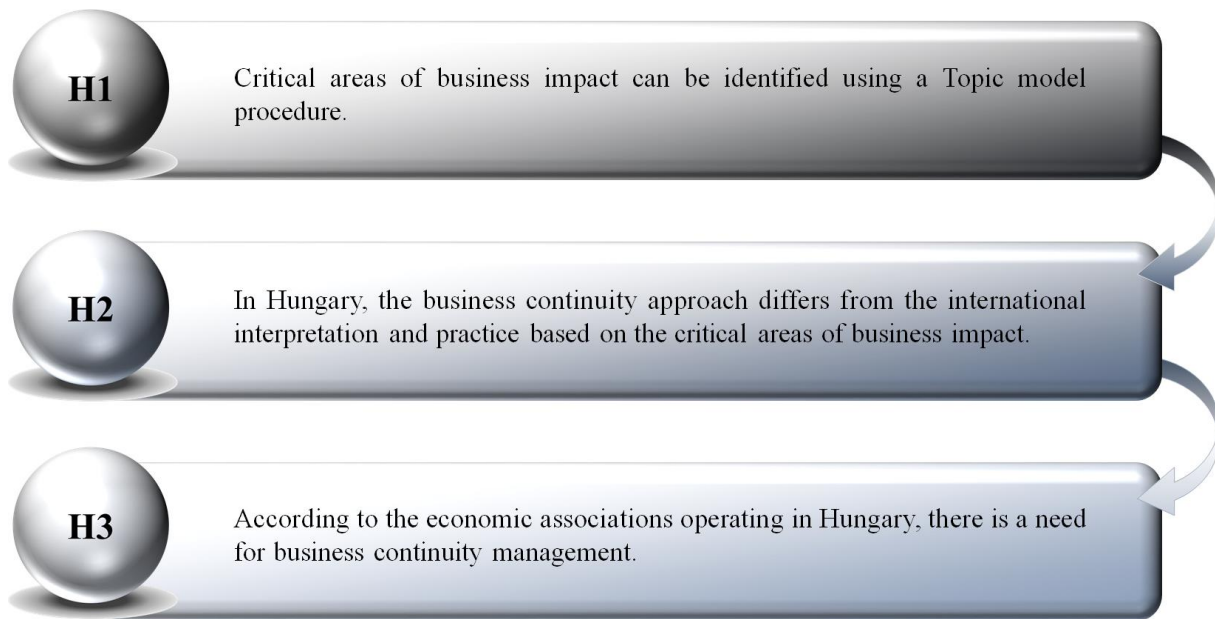 H1
Critical areas of business impact can be identified using a Topic model
procedure.
H2
In Hungary, the business continuity approach differs from the international
interpretation and practice based on the critical areas of business impact.
H3
According to the economic associations operating in Hungary, there is a need
for business continuity management.